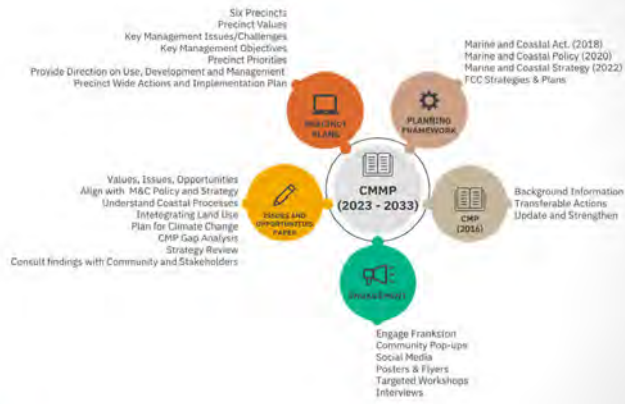 Six Precincts
Precinct Values
Key Management Issues/Challenges
Key Management Objectives
Precinct Priorities
Provide Direction on Use, Development and Management
Precinct Wide Actions and Implementation Plan
PRECINCT
PLANS
Marine and Coastal Act. (2018)
Marine and Coastal Policy (2020)
Marine and Coastal Strategy (2022)
FCC Strategies & Plans
PLANNING
FRAMEWORK
Values, Issues, Opportunities
Align with M&C Policy and Strategy
Understand Coastal Processes
Intetegrating Land Use
Plan for Climate Change
CMP Gap Analysis
Strategy Review
Consult findings with Community and Stakeholders
ISSUES AND
OPPORTUNITIES
PAPER
CMMP
(2023 - 2033)
CMP
(2016)
Background Information
Transferable Actions
Update and Strengthen
ENGAGEMENT
Engage Frankston
Community Pop-ups
Social Media
Posters & Flyers
Targeted Workshops
Interviews